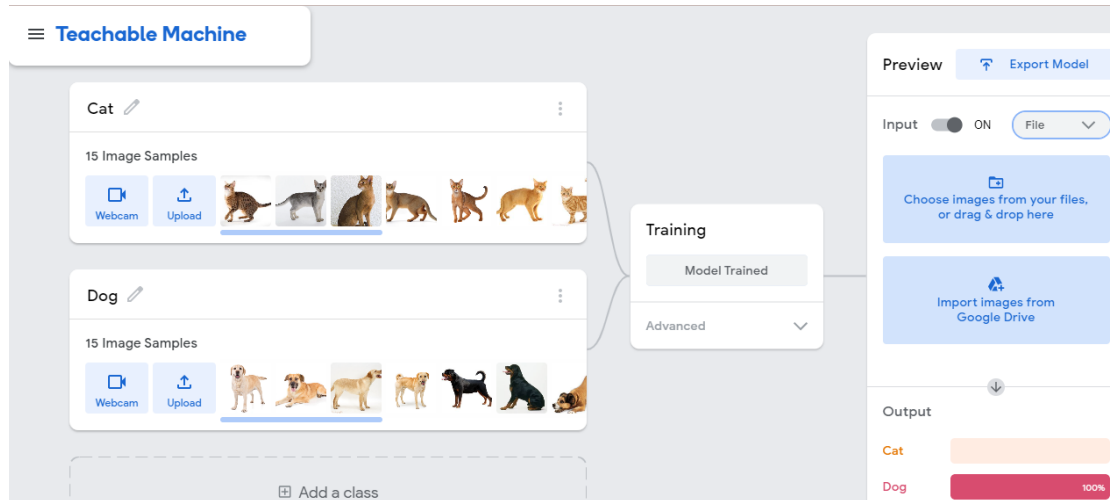 Teachable Machine
Cat
15 Image Samples
Webcam
Upload
Dog
15 Image Samples
Webcam
Upload
Add a class
Training
Model Trained
Advanced
Preview
Export Model
Input
ON
File
Choose images from your files,
or drag & drop here
Import images from
Google Drive
Output
Cat
Dog
100%